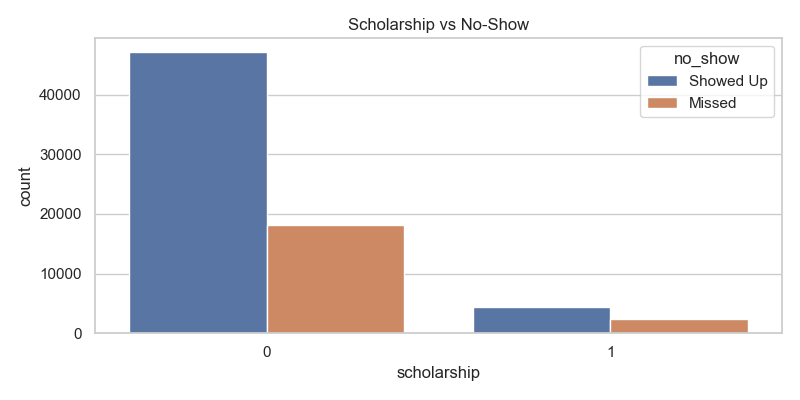 Scholarship vs No-Show
no_show
Showed Up
Missed
count
40000
30000
20000
10000
0
0 1
scholarship